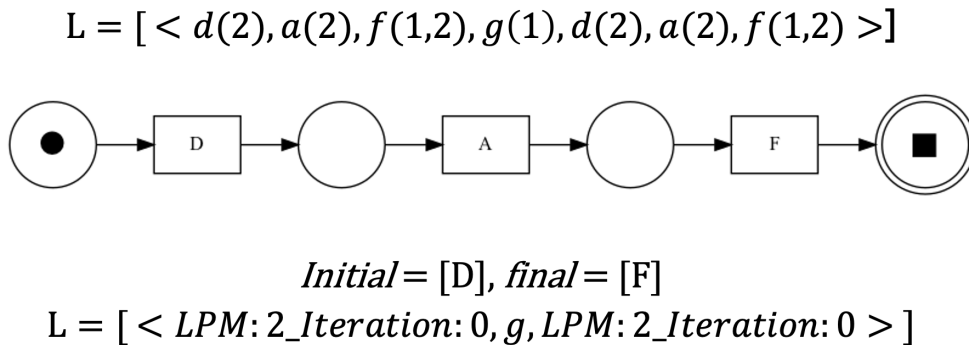 L = [ < d(2), a(2), f(1,2), g(1), d(2), a(2), f(1,2) >]
D A F
Initial = [D], final = [F]
L = [ < LPM: 2_Iteration: 0, g, LPM: 2_Iteration: 0 > ]